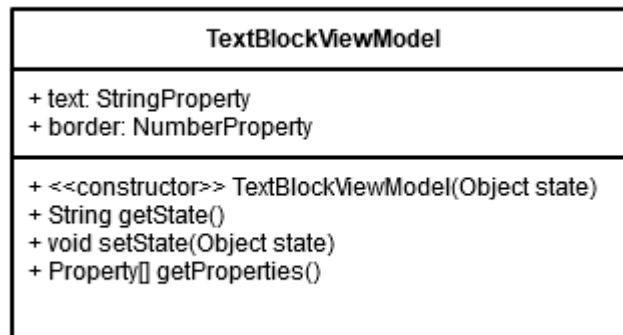 TextBlockViewModel
+ text: StringProperty
+ border: NumberProperty
+ <<constructor>> TextBlockViewModel(Object state)
+ String getState()
+ void setState(Object state)
+ Property[] getProperties()